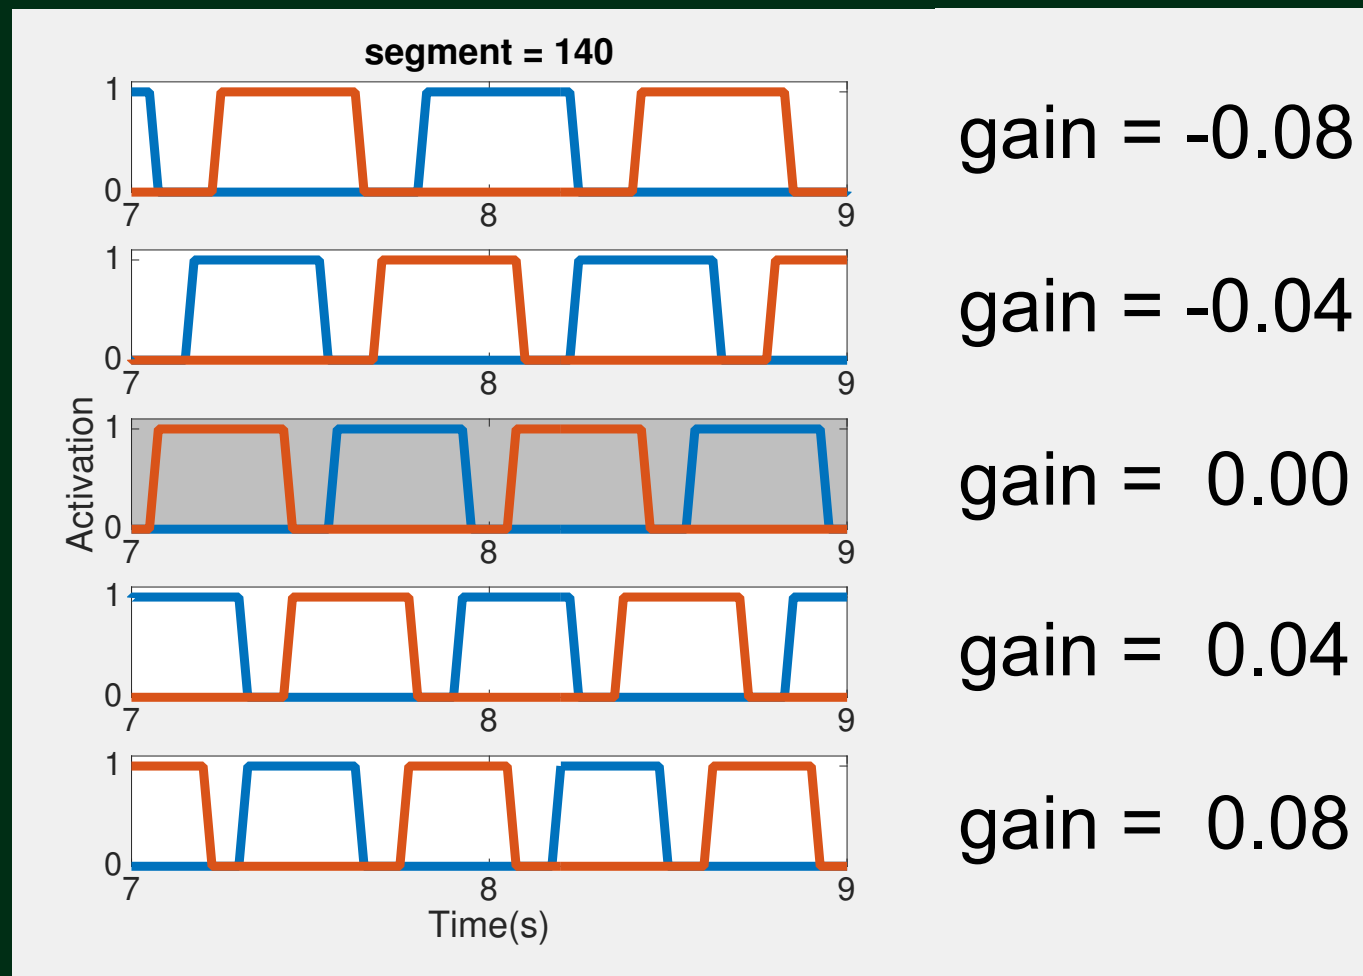 segment = 140
1
0
7 8 9
gain = -0.08
1
0
7 8 9
gain = -0.04
Activation
1
0
7 8 9
gain = 0.00
1
0
7 8 9
gain = 0.04
1
0
7 8 9
gain = 0.08
Time(s)